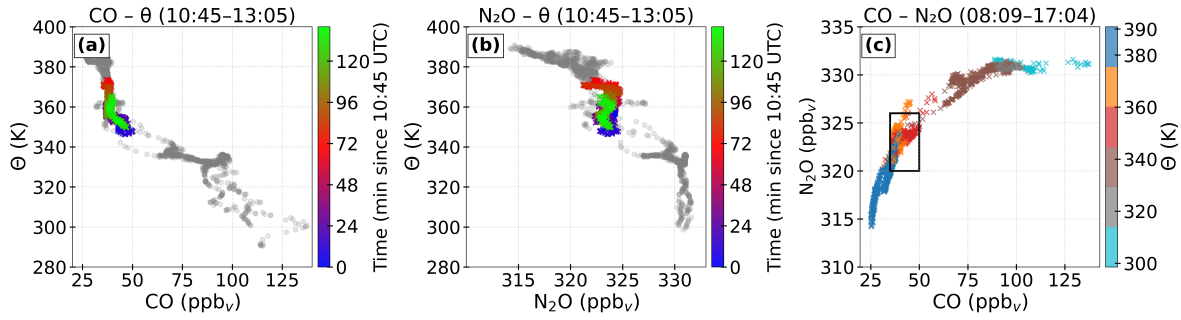 CO – θ (10:45–13:05)
(a)
400
380
360
340
320
300
280
Θ (K)
25 50 75 100 125
CO (ppbᵥ)
120
96
72
48
24
0
Time (min since 10:45 UTC)
N₂O – θ (10:45–13:05)
(b)
400
380
360
340
320
300
280
Θ (K)
315 320 325 330
N₂O (ppbᵥ)
120
96
72
48
24
0
Time (min since 10:45 UTC)
CO – N₂O (08:09–17:04)
(c)
335
330
325
320
315
310
N₂O (ppbᵥ)
25 50 75 100 125
CO (ppbᵥ)
390
380
360
340
320
300
Θ (K)